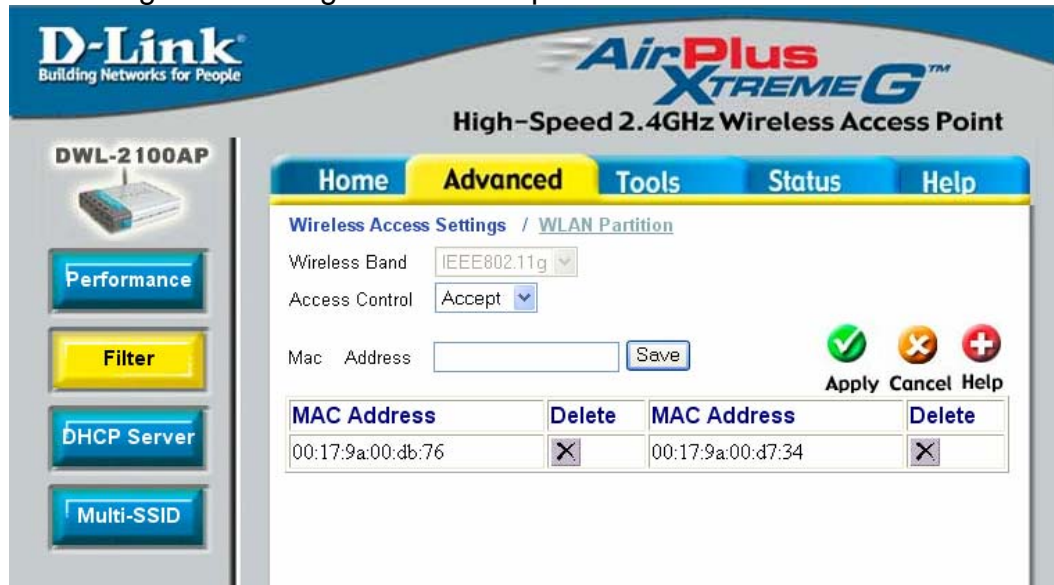 D-Link
Building Networks for People
AirPlus
XTREME G™
High-Speed 2.4GHz Wireless Access Point
DWL-2100AP
Home Advanced Tools Status Help
Wireless Access Settings / WLAN Partition
Wireless Band IEEE802.11g
Access Control Accept
Mac Address Save
Apply Cancel Help
MAC Address Delete MAC Address Delete
00:17:9a:00:db:76 X 00:17:9a:00:d7:34 X
Performance
Filter
DHCP Server
Multi-SSID